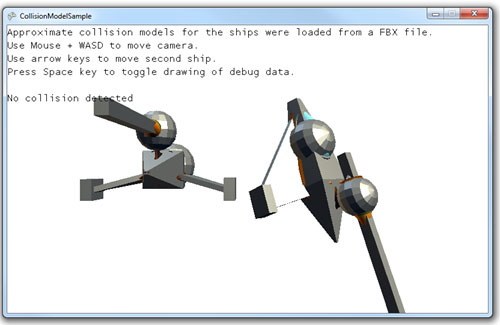 CollisionModelSample
Approximate collision models for the ships were loaded from a FBX file.
Use Mouse + WASD to move camera.
Use arrow keys to move second ship.
Press Space key to toggle drawing of debug data.
No collision detected